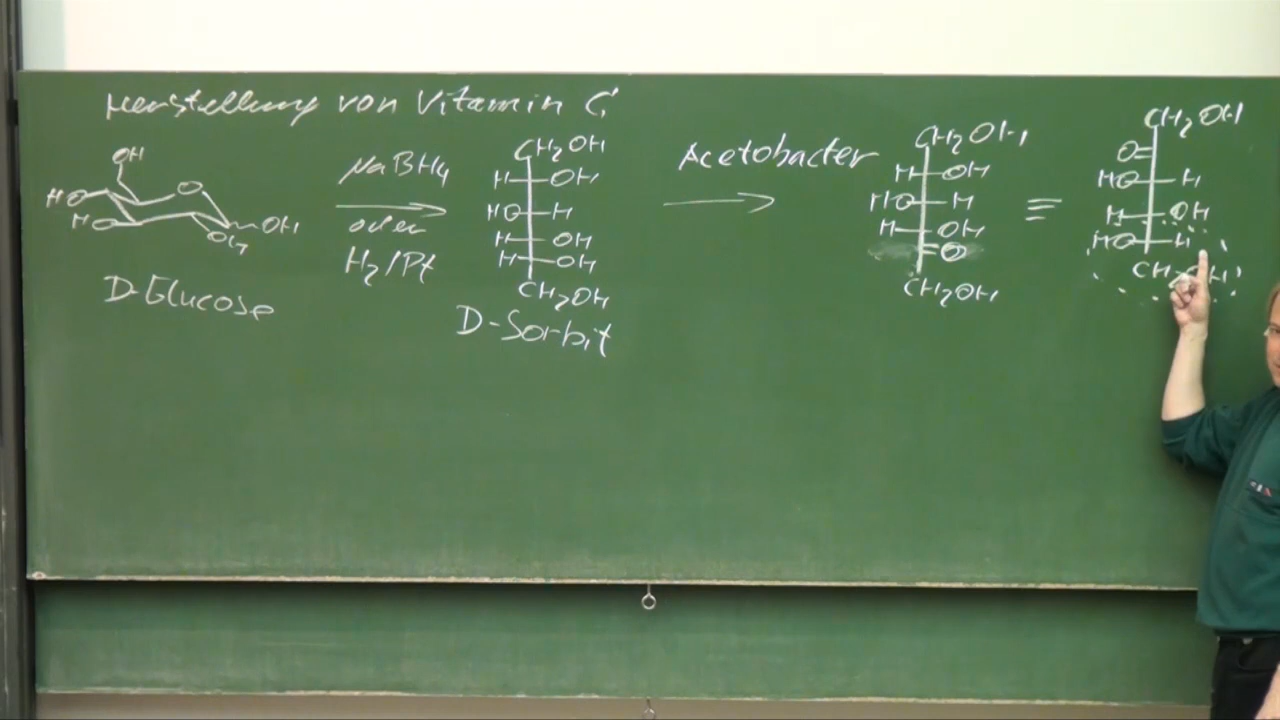 Herstellung von Vitamin C
OH
O
HO
HO
OH
OH
D-Glucose
NaBH4
oder
H2/Pt
CH2OH
H OH
HO H
H OH
H OH
CH2OH
D-Sorbit
Acetobacter
CH2OH
H OH
HO H
H OH
=O
CH2OH
≡
CH2OH
O=
HO H
H OH
HO H